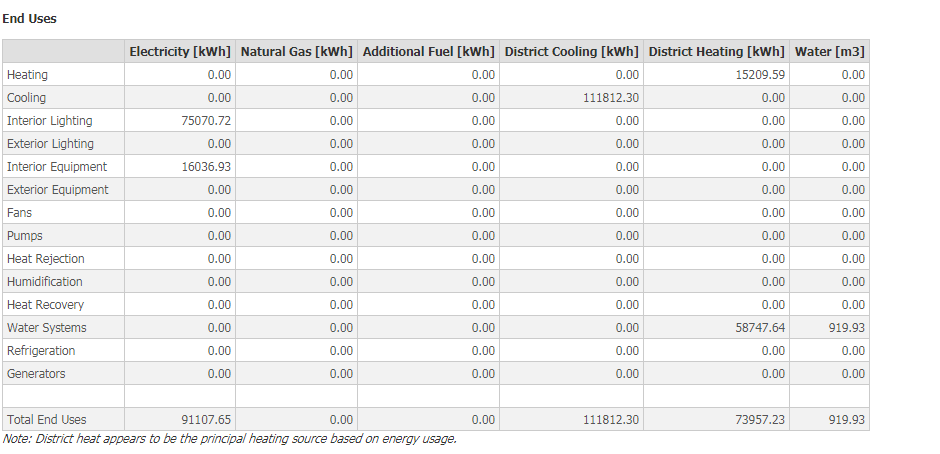 End Uses
Electricity [kWh] Natural Gas [kWh] Additional Fuel [kWh] District Cooling [kWh] District Heating [kWh] Water [m3]
Heating 0.00 0.00 0.00 0.00 15209.59 0.00
Cooling 0.00 0.00 0.00 111812.30 0.00 0.00
Interior Lighting 75070.72 0.00 0.00 0.00 0.00 0.00
Exterior Lighting 0.00 0.00 0.00 0.00 0.00 0.00
Interior Equipment 16036.93 0.00 0.00 0.00 0.00 0.00
Exterior Equipment 0.00 0.00 0.00 0.00 0.00 0.00
Fans 0.00 0.00 0.00 0.00 0.00 0.00
Pumps 0.00 0.00 0.00 0.00 0.00 0.00
Heat Rejection 0.00 0.00 0.00 0.00 0.00 0.00
Humidification 0.00 0.00 0.00 0.00 0.00 0.00
Heat Recovery 0.00 0.00 0.00 0.00 0.00 0.00
Water Systems 0.00 0.00 0.00 0.00 58747.64 919.93
Refrigeration 0.00 0.00 0.00 0.00 0.00 0.00
Generators 0.00 0.00 0.00 0.00 0.00 0.00
Total End Uses 91107.65 0.00 0.00 111812.30 73957.23 919.93
Note: District heat appears to be the principal heating source based on energy usage.